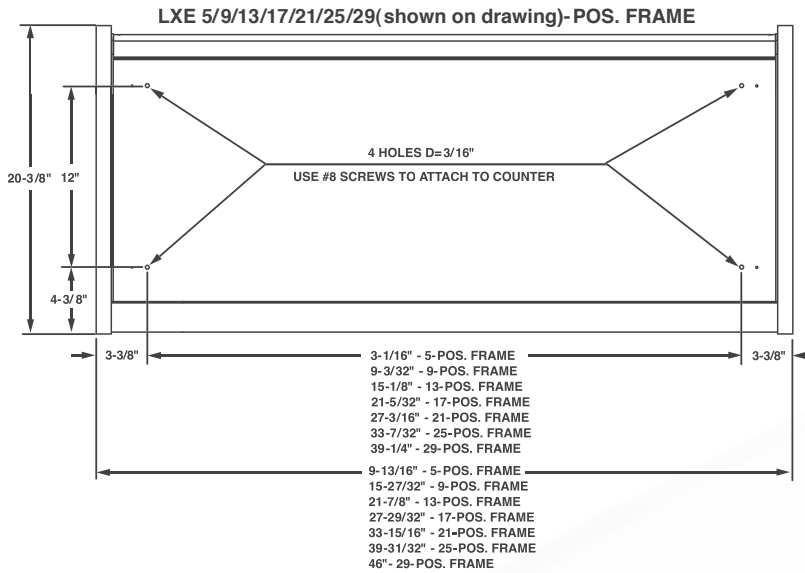 LXE 5/9/13/17/21/25/29(shown on drawing)-POS. FRAME
4 HOLES D=3/16"
USE #8 SCREWS TO ATTACH TO COUNTER
20-3/8"
12"
4-3/8"
3-3/8"
3-3/8"
3-1/16" - 5-POS. FRAME
9-3/32" - 9-POS. FRAME
15-1/8" - 13-POS. FRAME
21-5/32" - 17-POS. FRAME
27-3/16" - 21-POS. FRAME
33-7/32" - 25-POS. FRAME
39-1/4" - 29-POS. FRAME
9-13/16" - 5-POS. FRAME
15-27/32" - 9-POS. FRAME
21-7/8" - 13-POS. FRAME
27-29/32" - 17-POS. FRAME
33-15/16" - 21-POS. FRAME
39-31/32" - 25-POS. FRAME
46" - 29-POS. FRAME